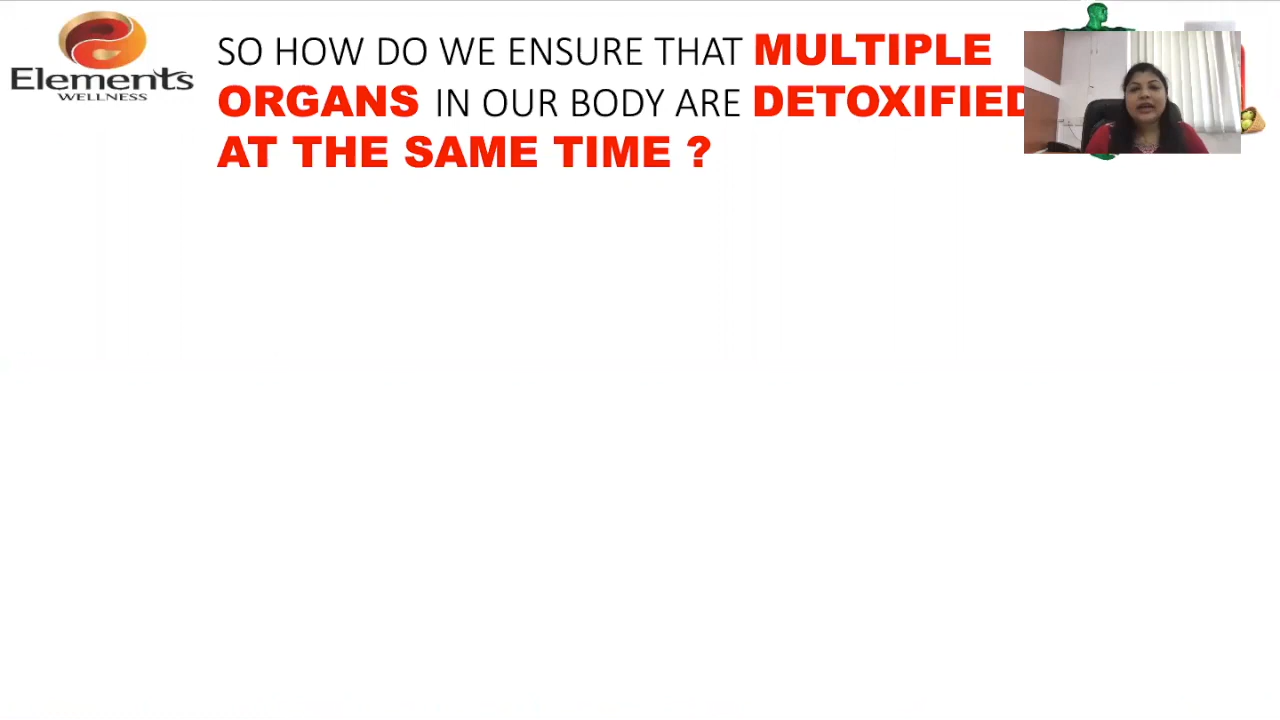 Elements
WELLNESS
SO HOW DO WE ENSURE THAT MULTIPLE
ORGANS IN OUR BODY ARE DETOXIFIED
AT THE SAME TIME ?